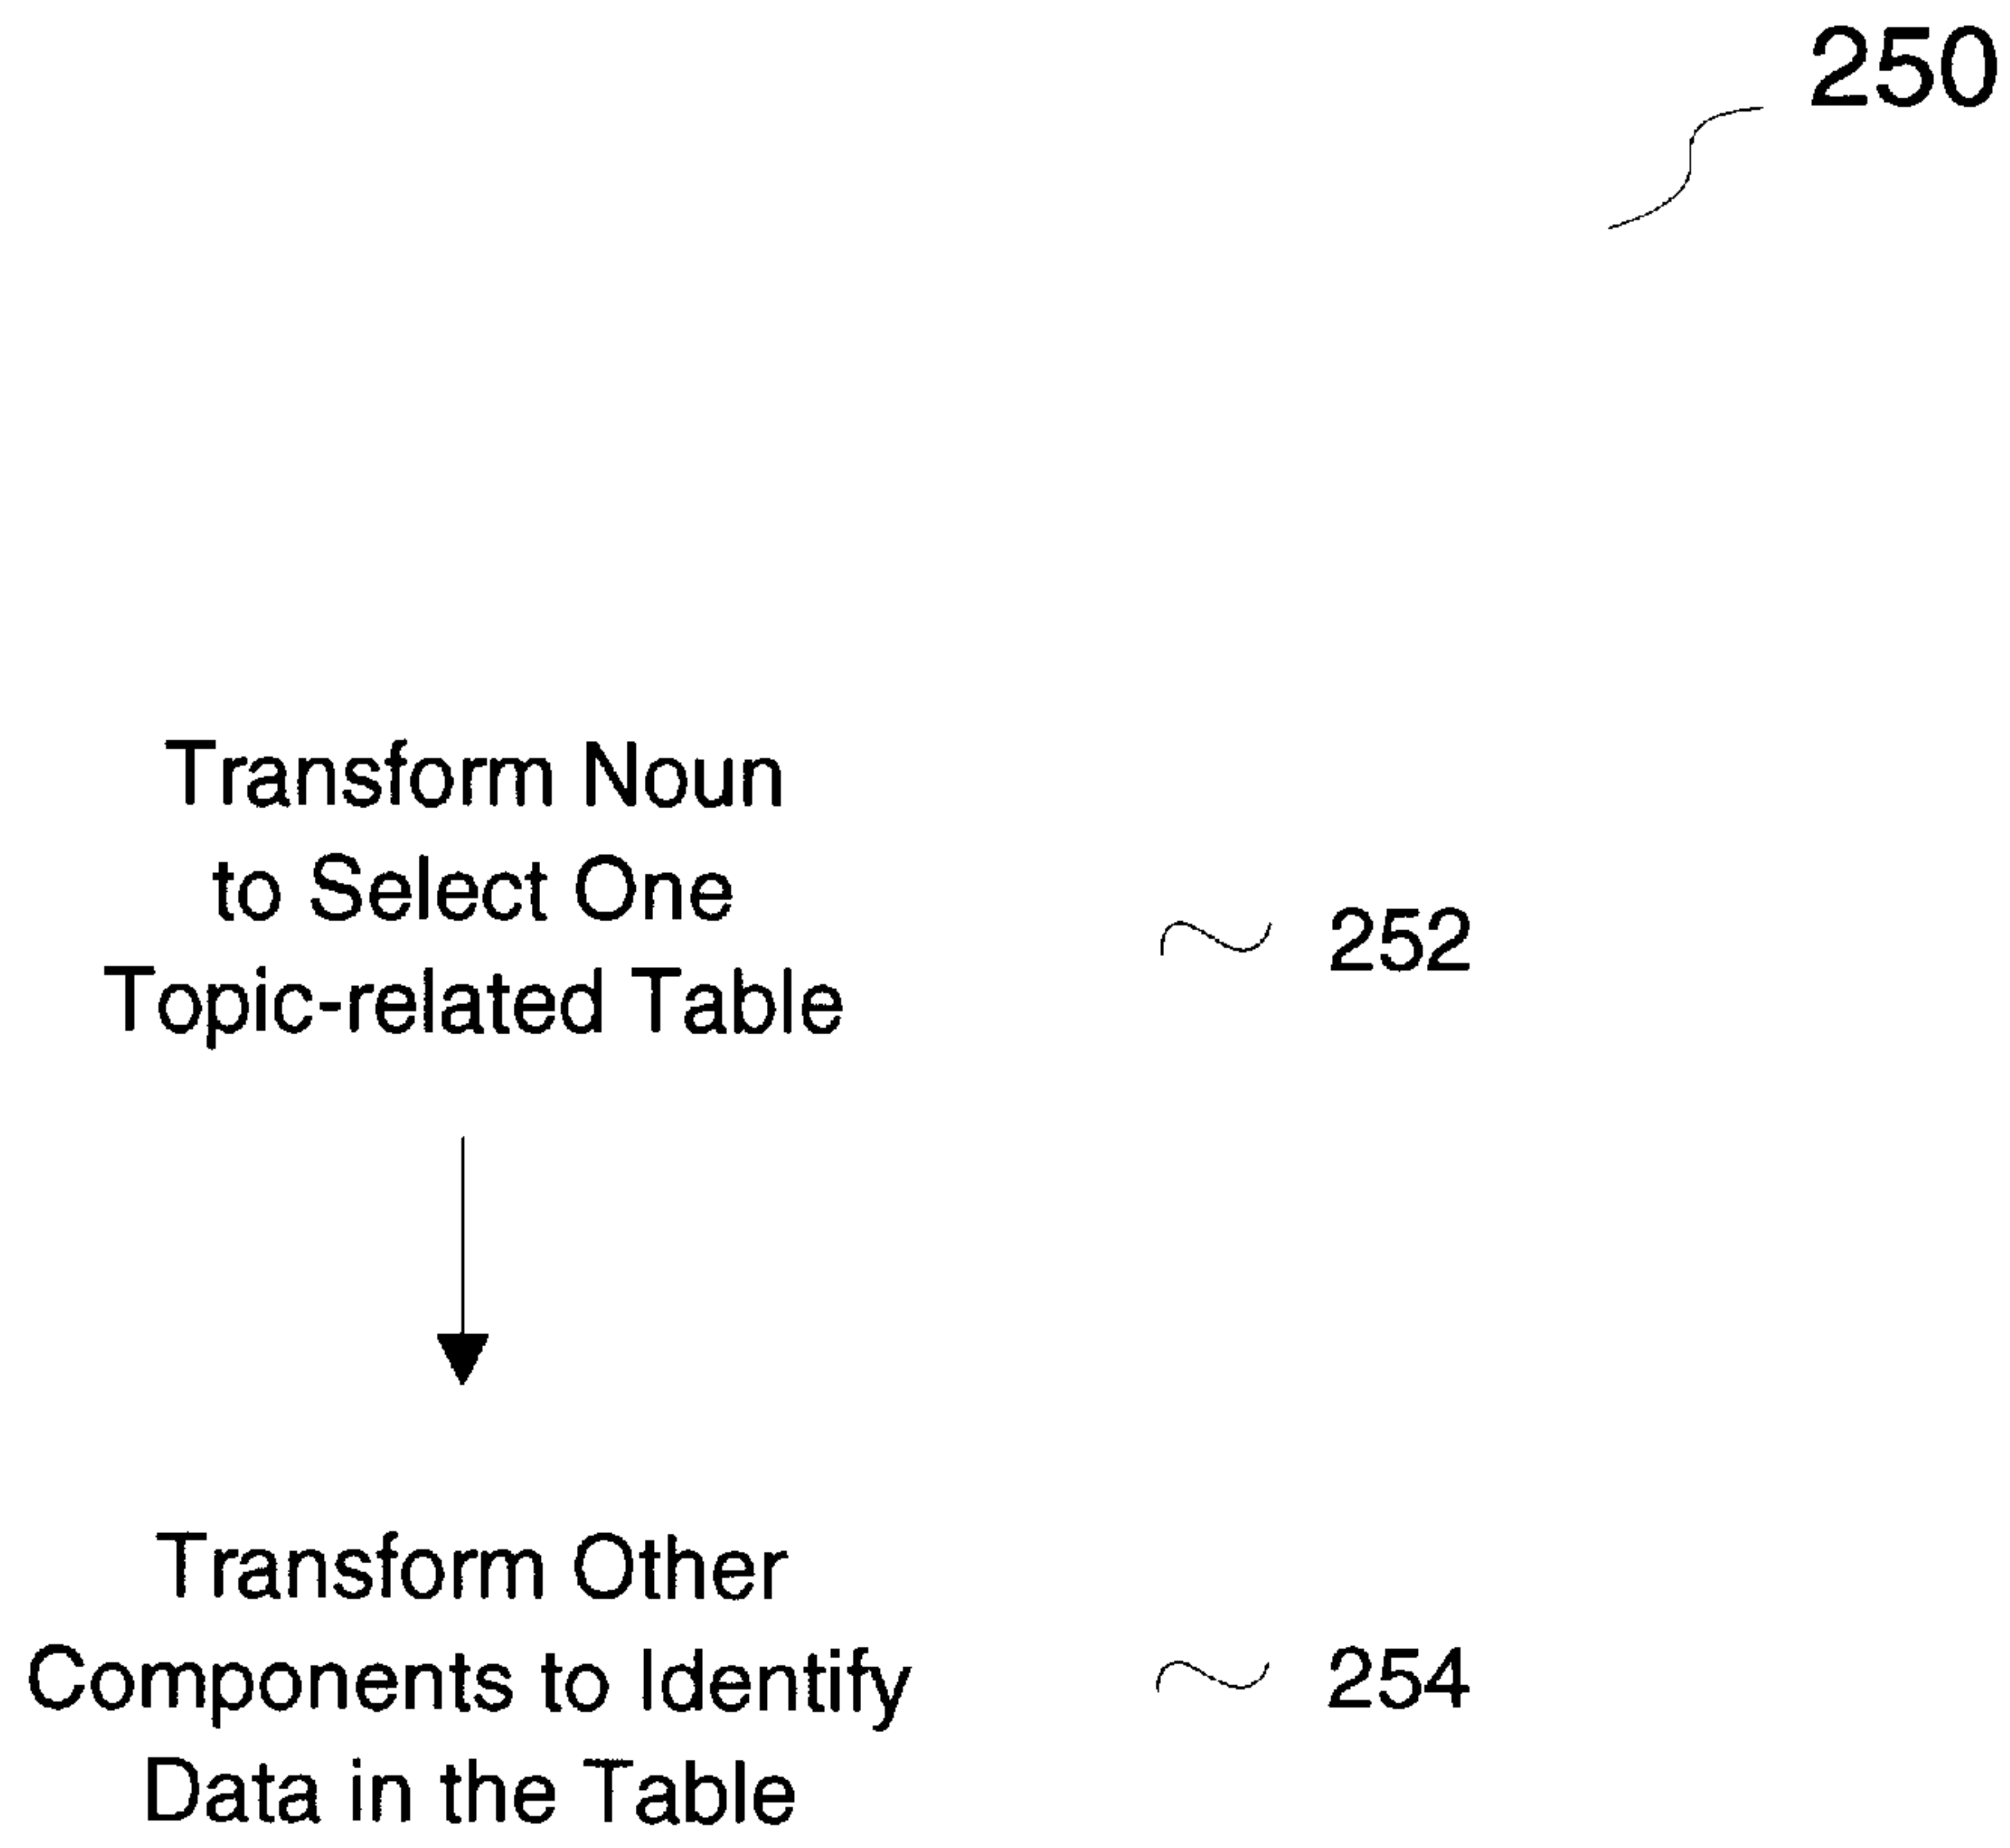 250
Transform Noun
to Select One
Topic-related Table
252
Transform Other
Components to Identify
Data in the Table
254